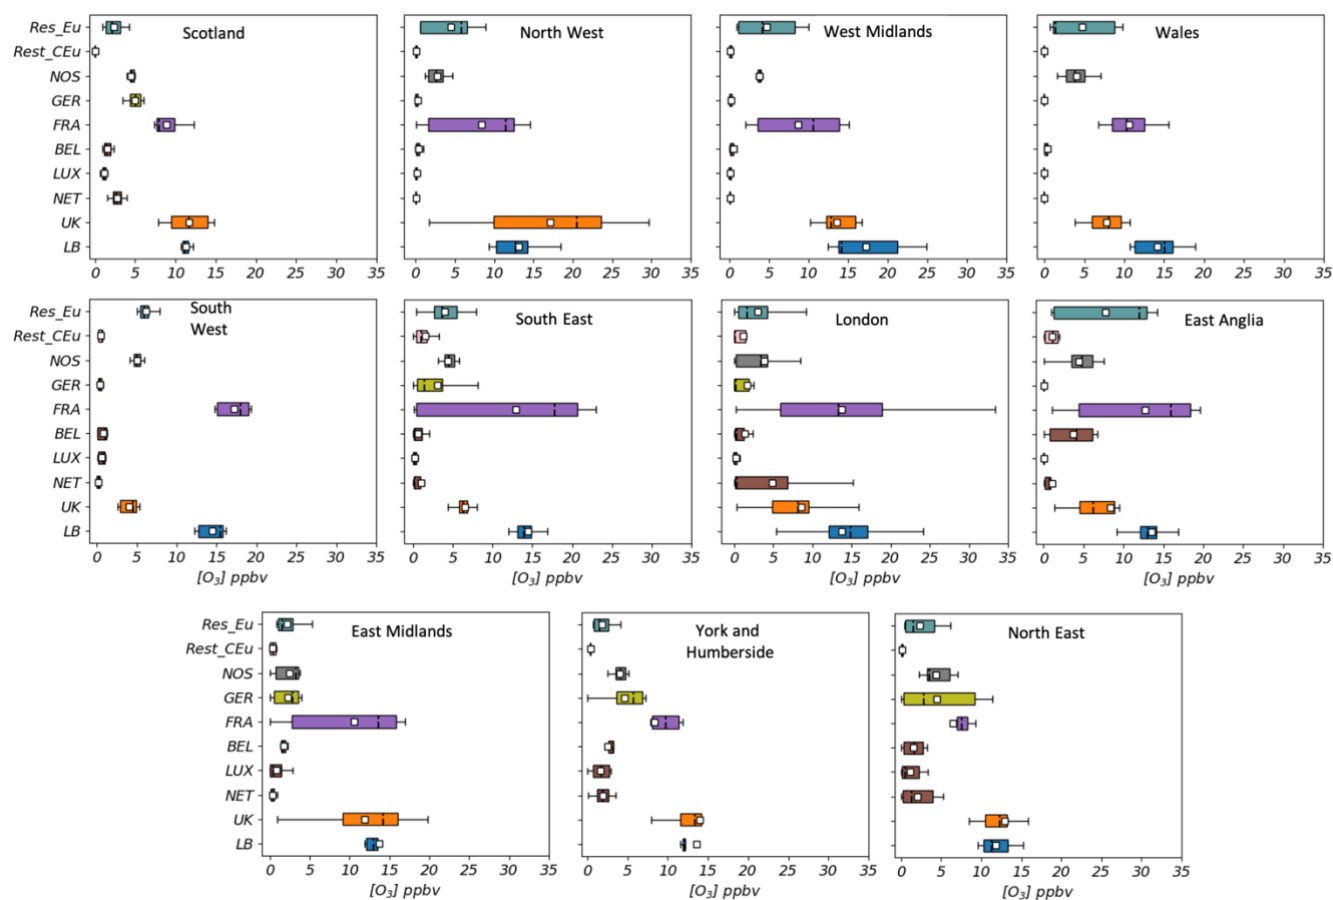 Scotland
North West
West Midlands
Wales
Res_Eu
Rest_CEu
NOS
GER
FRA
BEL
LUX
NET
UK
LB
0 5 10 15 20 25 30 35
0 5 10 15 20 25 30 35
0 5 10 15 20 25 30 35
0 5 10 15 20 25 30 35
South
West
South East
London
East Anglia
Res_Eu
Rest_CEu
NOS
GER
FRA
BEL
LUX
NET
UK
LB
0 5 10 15 20 25 30 35
0 5 10 15 20 25 30 35
0 5 10 15 20 25 30 35
0 5 10 15 20 25 30 35
[O₃] ppbv
[O₃] ppbv
[O₃] ppbv
[O₃] ppbv
East Midlands
York and
Humberside
North East
Res_Eu
Rest_CEu
NOS
GER
FRA
BEL
LUX
NET
UK
LB
0 5 10 15 20 25 30 35
0 5 10 15 20 25 30 35
0 5 10 15 20 25 30 35
[O₃] ppbv
[O₃] ppbv
[O₃] ppbv